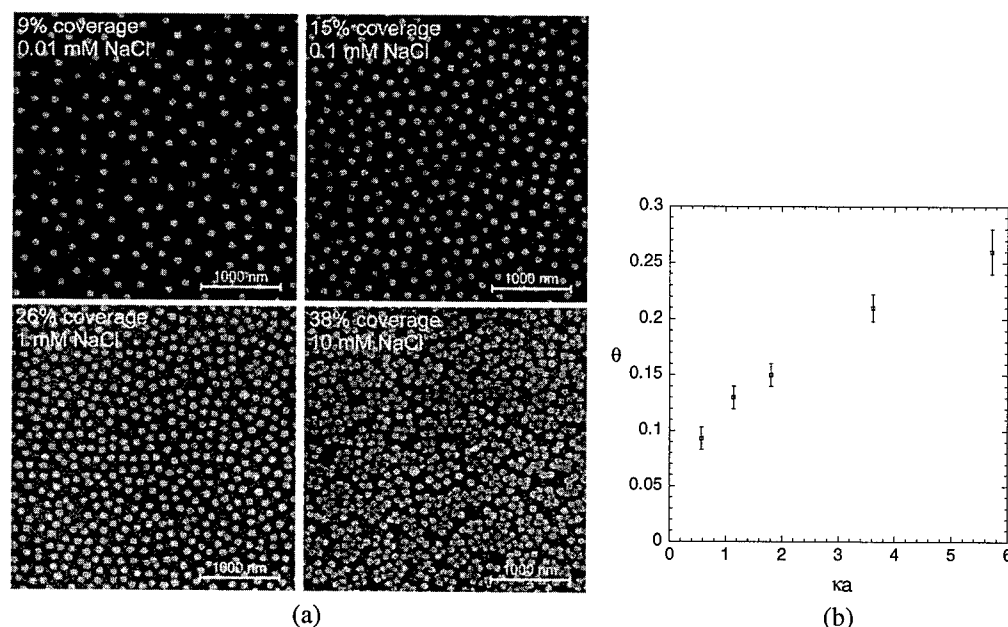 9% coverage
0.01 mM NaCl
15% coverage
0.1 mM NaCl
1000 nm
1000 nm
26% coverage
1 mM NaCl
38% coverage
10 mM NaCl
1000 nm
1000 nm
(a)
0.3
0.25
0.2
θ
0.15
0.1
0.05
0
0 1 2 3 4 5 6
κa
(b)